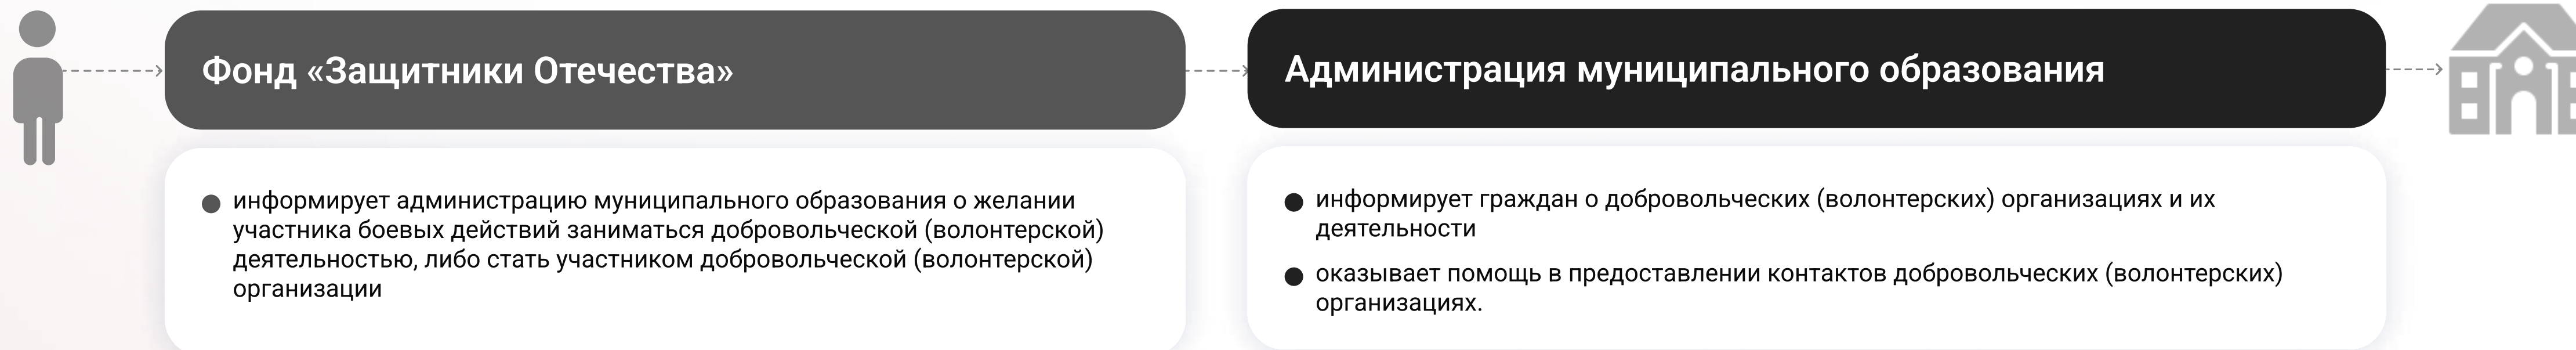 Фонд «Защитники Отечества»
информирует администрацию муниципального образования о желании
участника боевых действий заниматься добровольческой (волонтерской)
деятельностью, либо стать участником добровольческой (волонтерской)
организации
Администрация муниципального образования
информирует граждан о добровольческих (волонтерских) организациях и их
деятельности
оказывает помощь в предоставлении контактов добровольческих (волонтерских)
организациях.